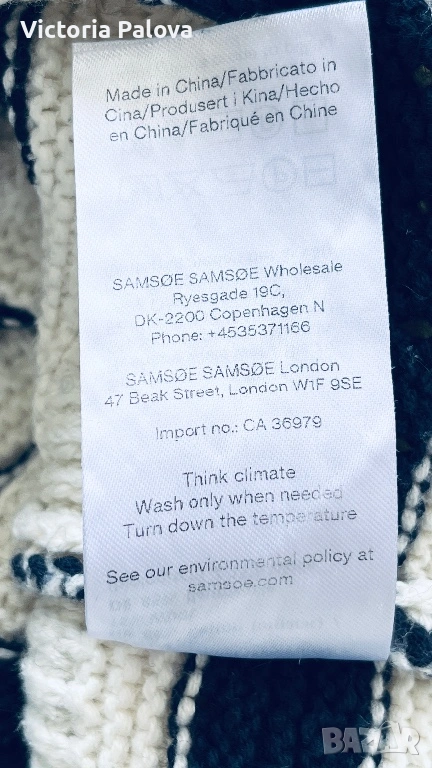 Victoria Palova
Made in China/Fabbricato in
Cina/Produsert i Kina/Hecho
en China/Fabriqué en Chine
SAMSØE SAMSØE Wholesale
Ryesgade 19C,
DK-2200 Copenhagen N
Phone: +4535371166
SAMSØE SAMSØE London
47 Beak Street, London W1F 9SE
Import no.: CA 36979
Think climate
Wash only when needed
Turn down the temperature
See our environmental policy at
samsoe.com
BAZAR